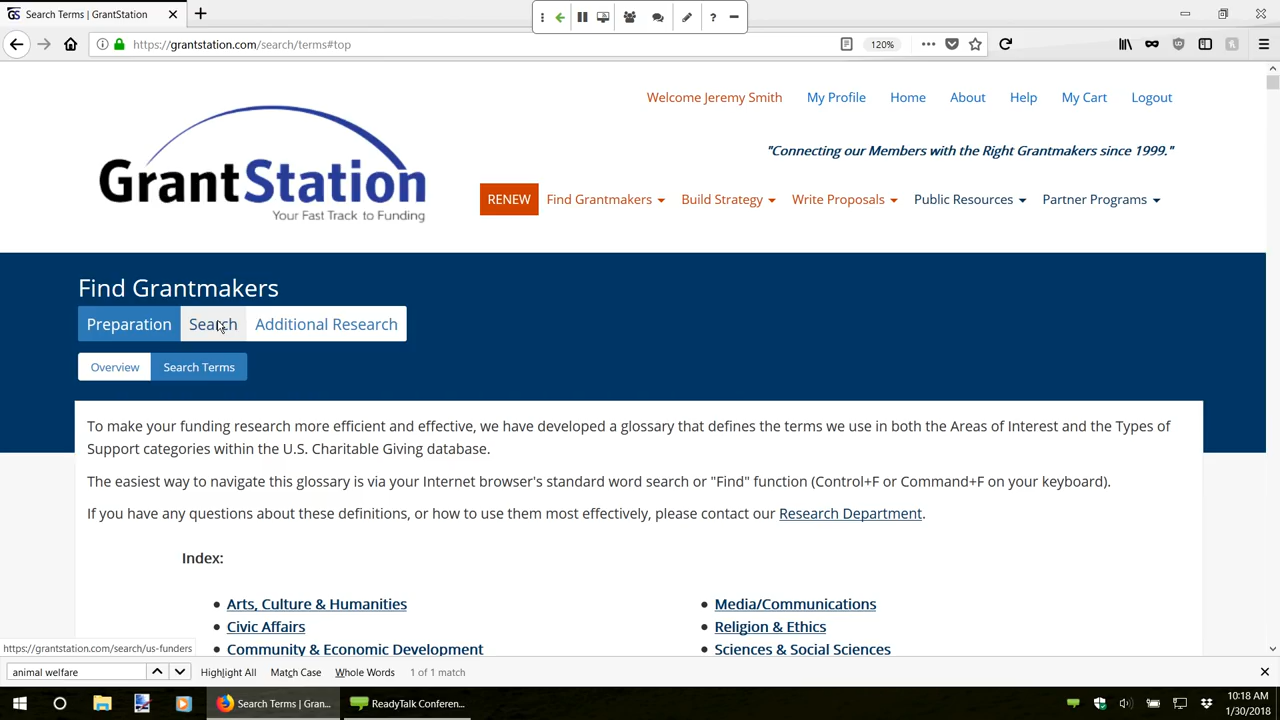 Search Terms | GrantStation
https://grantstation.com/search/terms#top
120%
Welcome Jeremy Smith
My Profile
Home
About
Help
My Cart
Logout
GrantStation
Your Fast Track to Funding
"Connecting our Members with the Right Grantmakers since 1999."
RENEW
Find Grantmakers
Build Strategy
Write Proposals
Public Resources
Partner Programs
Find Grantmakers
Preparation
Search
Additional Research
Overview
Search Terms
To make your funding research more efficient and effective, we have developed a glossary that defines the terms we use in both the Areas of Interest and the Types of
Support categories within the U.S. Charitable Giving database.
The easiest way to navigate this glossary is via your Internet browser's standard word search or "Find" function (Control+F or Command+F on your keyboard).
If you have any questions about these definitions, or how to use them most effectively, please contact our Research Department.
Index:
• Arts, Culture & Humanities
• Civic Affairs
• Community & Economic Development
• Media/Communications
• Religion & Ethics
• Sciences & Social Sciences
https://grantstation.com/search/us-funders
animal welfare
Highlight All
Match Case
Whole Words
1 of 1 match
Search Terms | Gran...
ReadyTalk Conferen...
10:18 AM
1/30/2018